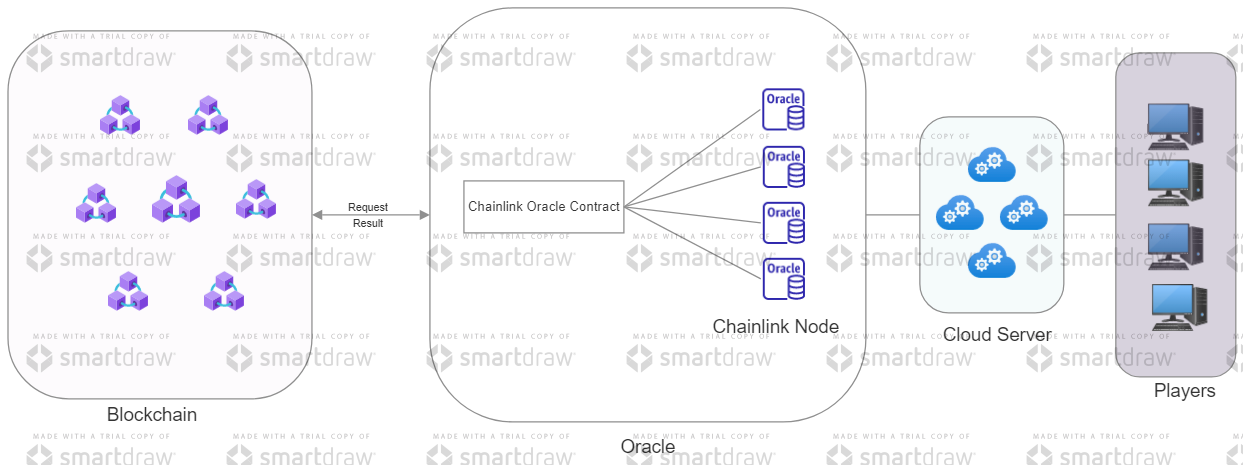 MADE WITH A TRIAL COPY OF
smartdraw
Request
Result
Chainlink Oracle Contract
Oracle
Oracle
Oracle
Oracle
Chainlink Node
Cloud Server
Players
Blockchain
Oracle